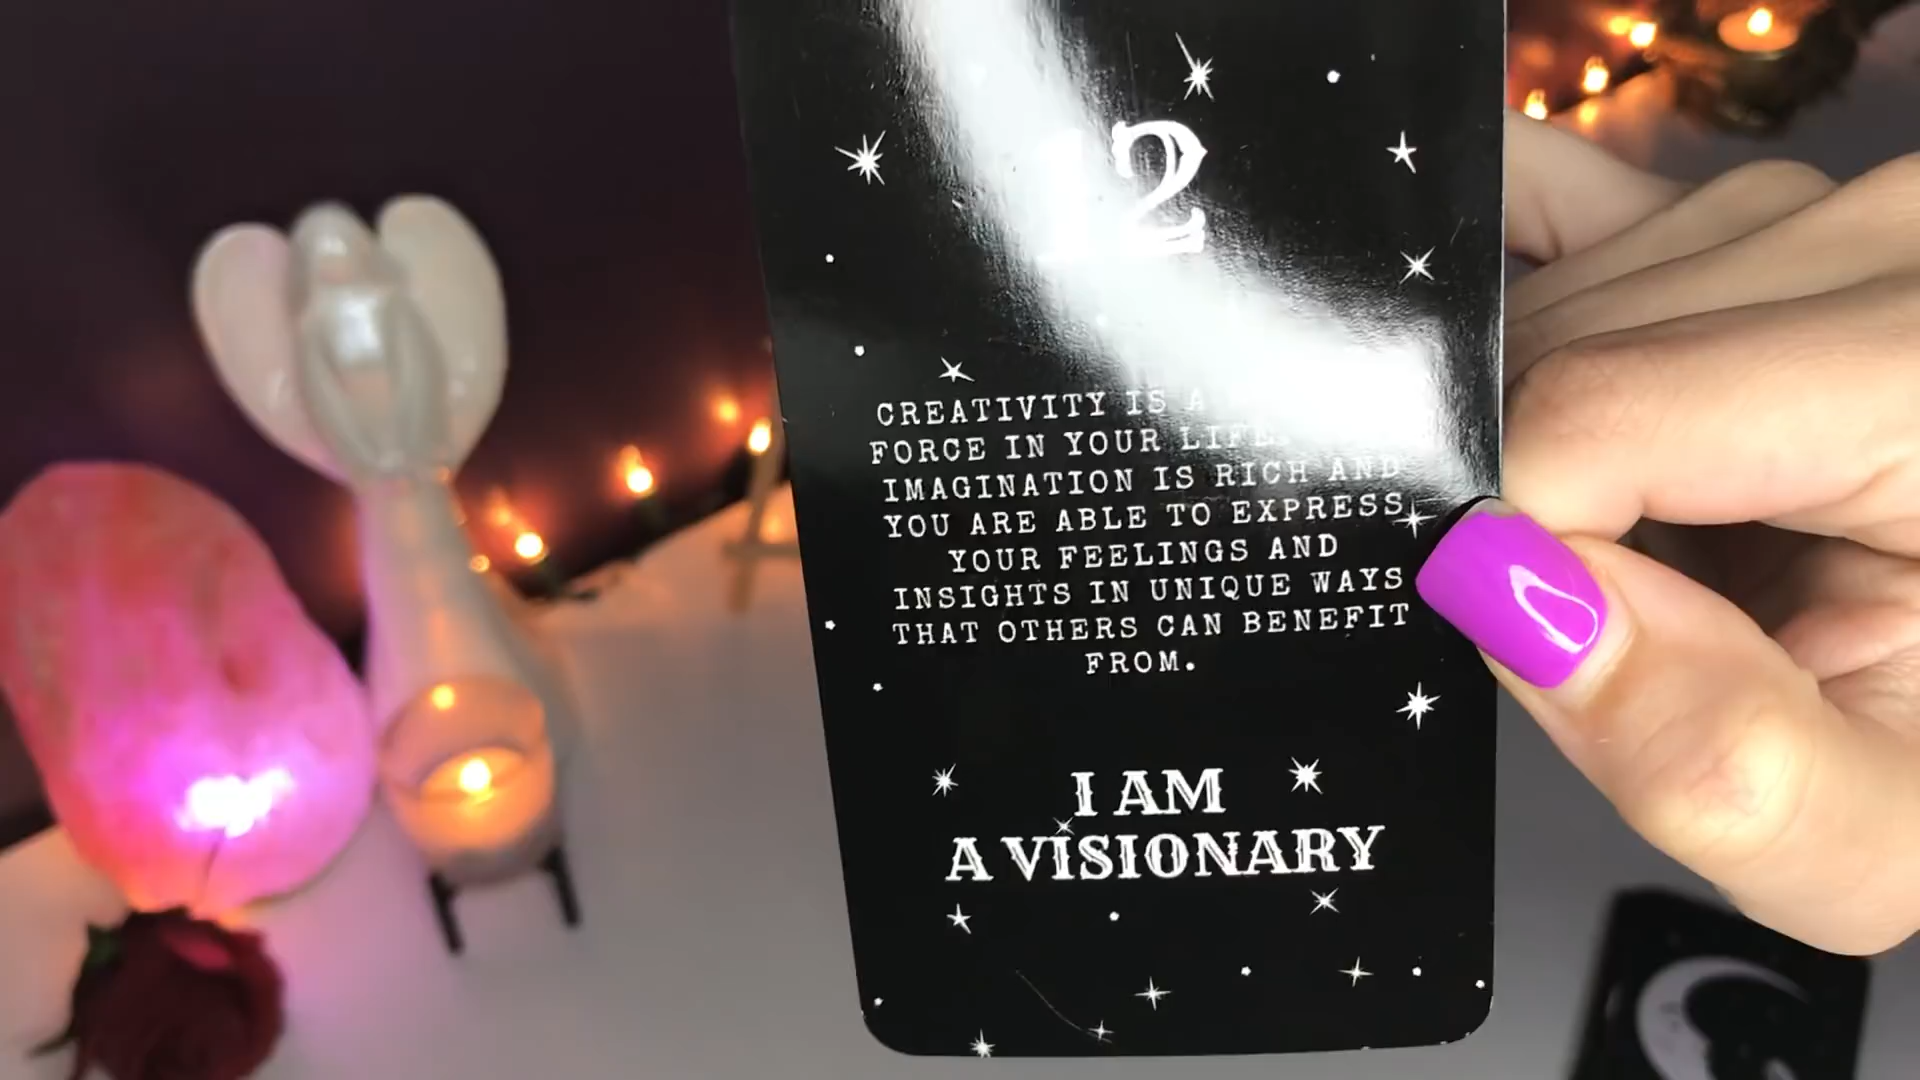 12
CREATIVITY IS A
FORCE IN YOUR LIFE.
IMAGINATION IS RICH AND
YOU ARE ABLE TO EXPRESS
YOUR FEELINGS AND
INSIGHTS IN UNIQUE WAYS
THAT OTHERS CAN BENEFIT
FROM.
I AM
A VISIONARY